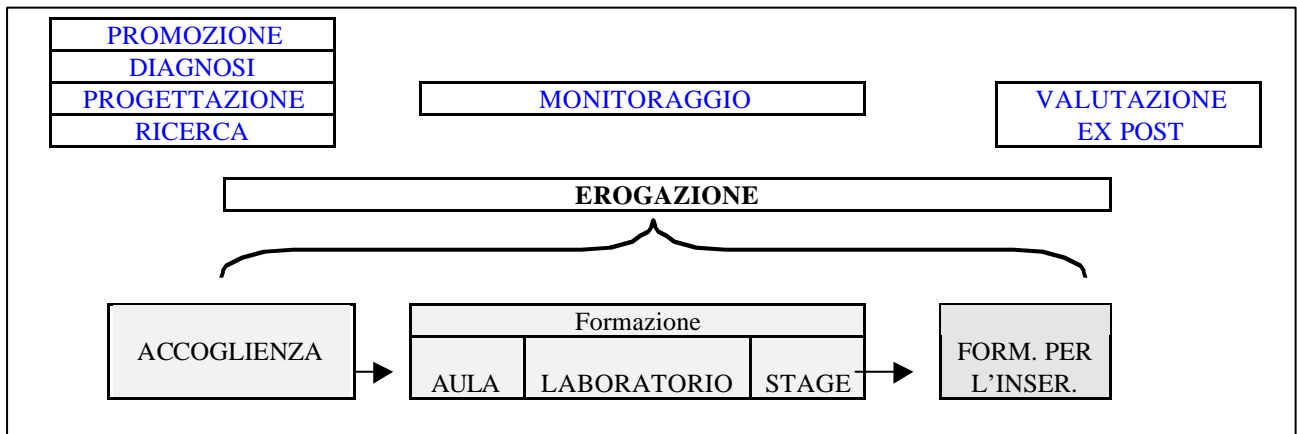 PROMOZIONE
DIAGNOSI
PROGETTAZIONE
RICERCA
MONITORAGGIO
VALUTAZIONE
EX POST
EROGAZIONE
ACCOGLIENZA
Formazione
AULA
LABORATORIO
STAGE
FORM. PER
L'INSER.